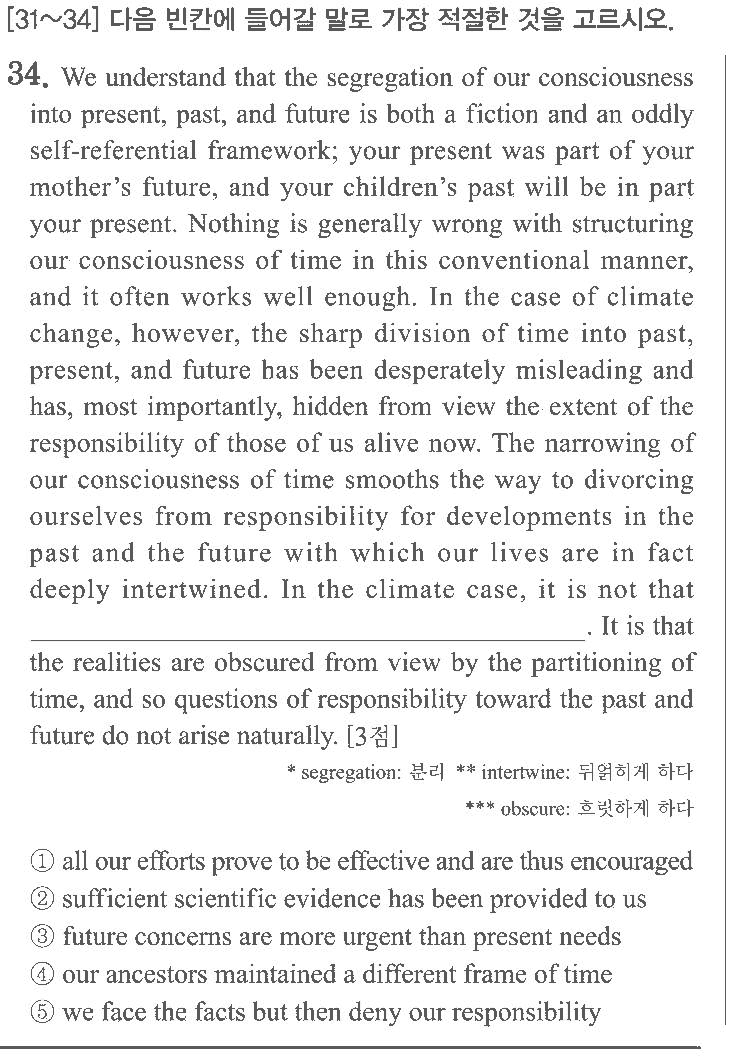 [31~34] 다음 빈칸에 들어갈 말로 가장 적절한 것을 고르시오.
34. We understand that the segregation of our consciousness
into present, past, and future is both a fiction and an oddly
self-referential framework; your present was part of your
mother's future, and your children's past will be in part
your present. Nothing is generally wrong with structuring
our consciousness of time in this conventional manner,
and it often works well enough. In the case of climate
change, however, the sharp division of time into past,
present, and future has been desperately misleading and
has, most importantly, hidden from view the extent of the
responsibility of those of us alive now. The narrowing of
our consciousness of time smooths the way to divorcing
ourselves from responsibility for developments in the
past and the future with which our lives are in fact
deeply intertwined. In the climate case, it is not that
____________________. It is that
the realities are obscured from view by the partitioning of
time, and so questions of responsibility toward the past and
future do not arise naturally. [3점]
* segregation: 분리 ** intertwine: 뒤얽히게 하다
*** obscure: 흐릿하게 하다
① all our efforts prove to be effective and are thus encouraged
② sufficient scientific evidence has been provided to us
③ future concerns are more urgent than present needs
④ our ancestors maintained a different frame of time
⑤ we face the facts but then deny our responsibility